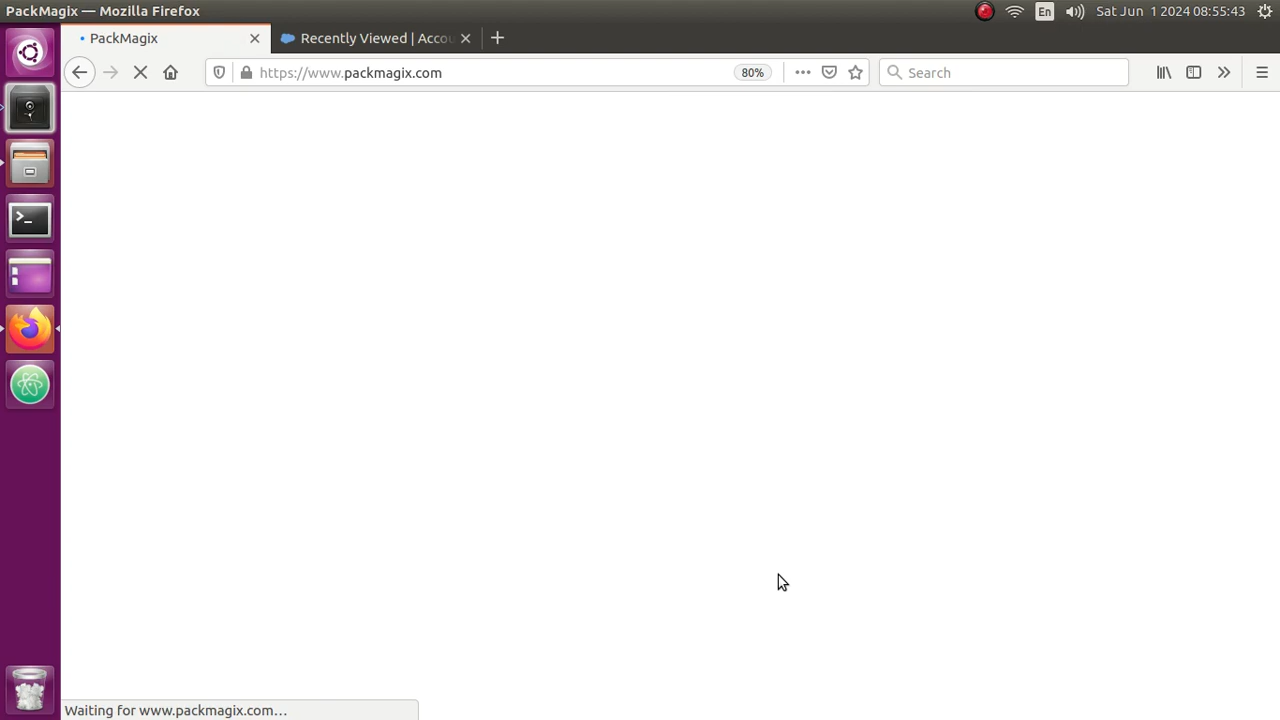 PackMagix — Mozilla Firefox
En
Sat Jun 1 2024 08:55:43
PackMagix
Recently Viewed | Accou
https://www.packmagix.com
80%
Search
Waiting for www.packmagix.com…